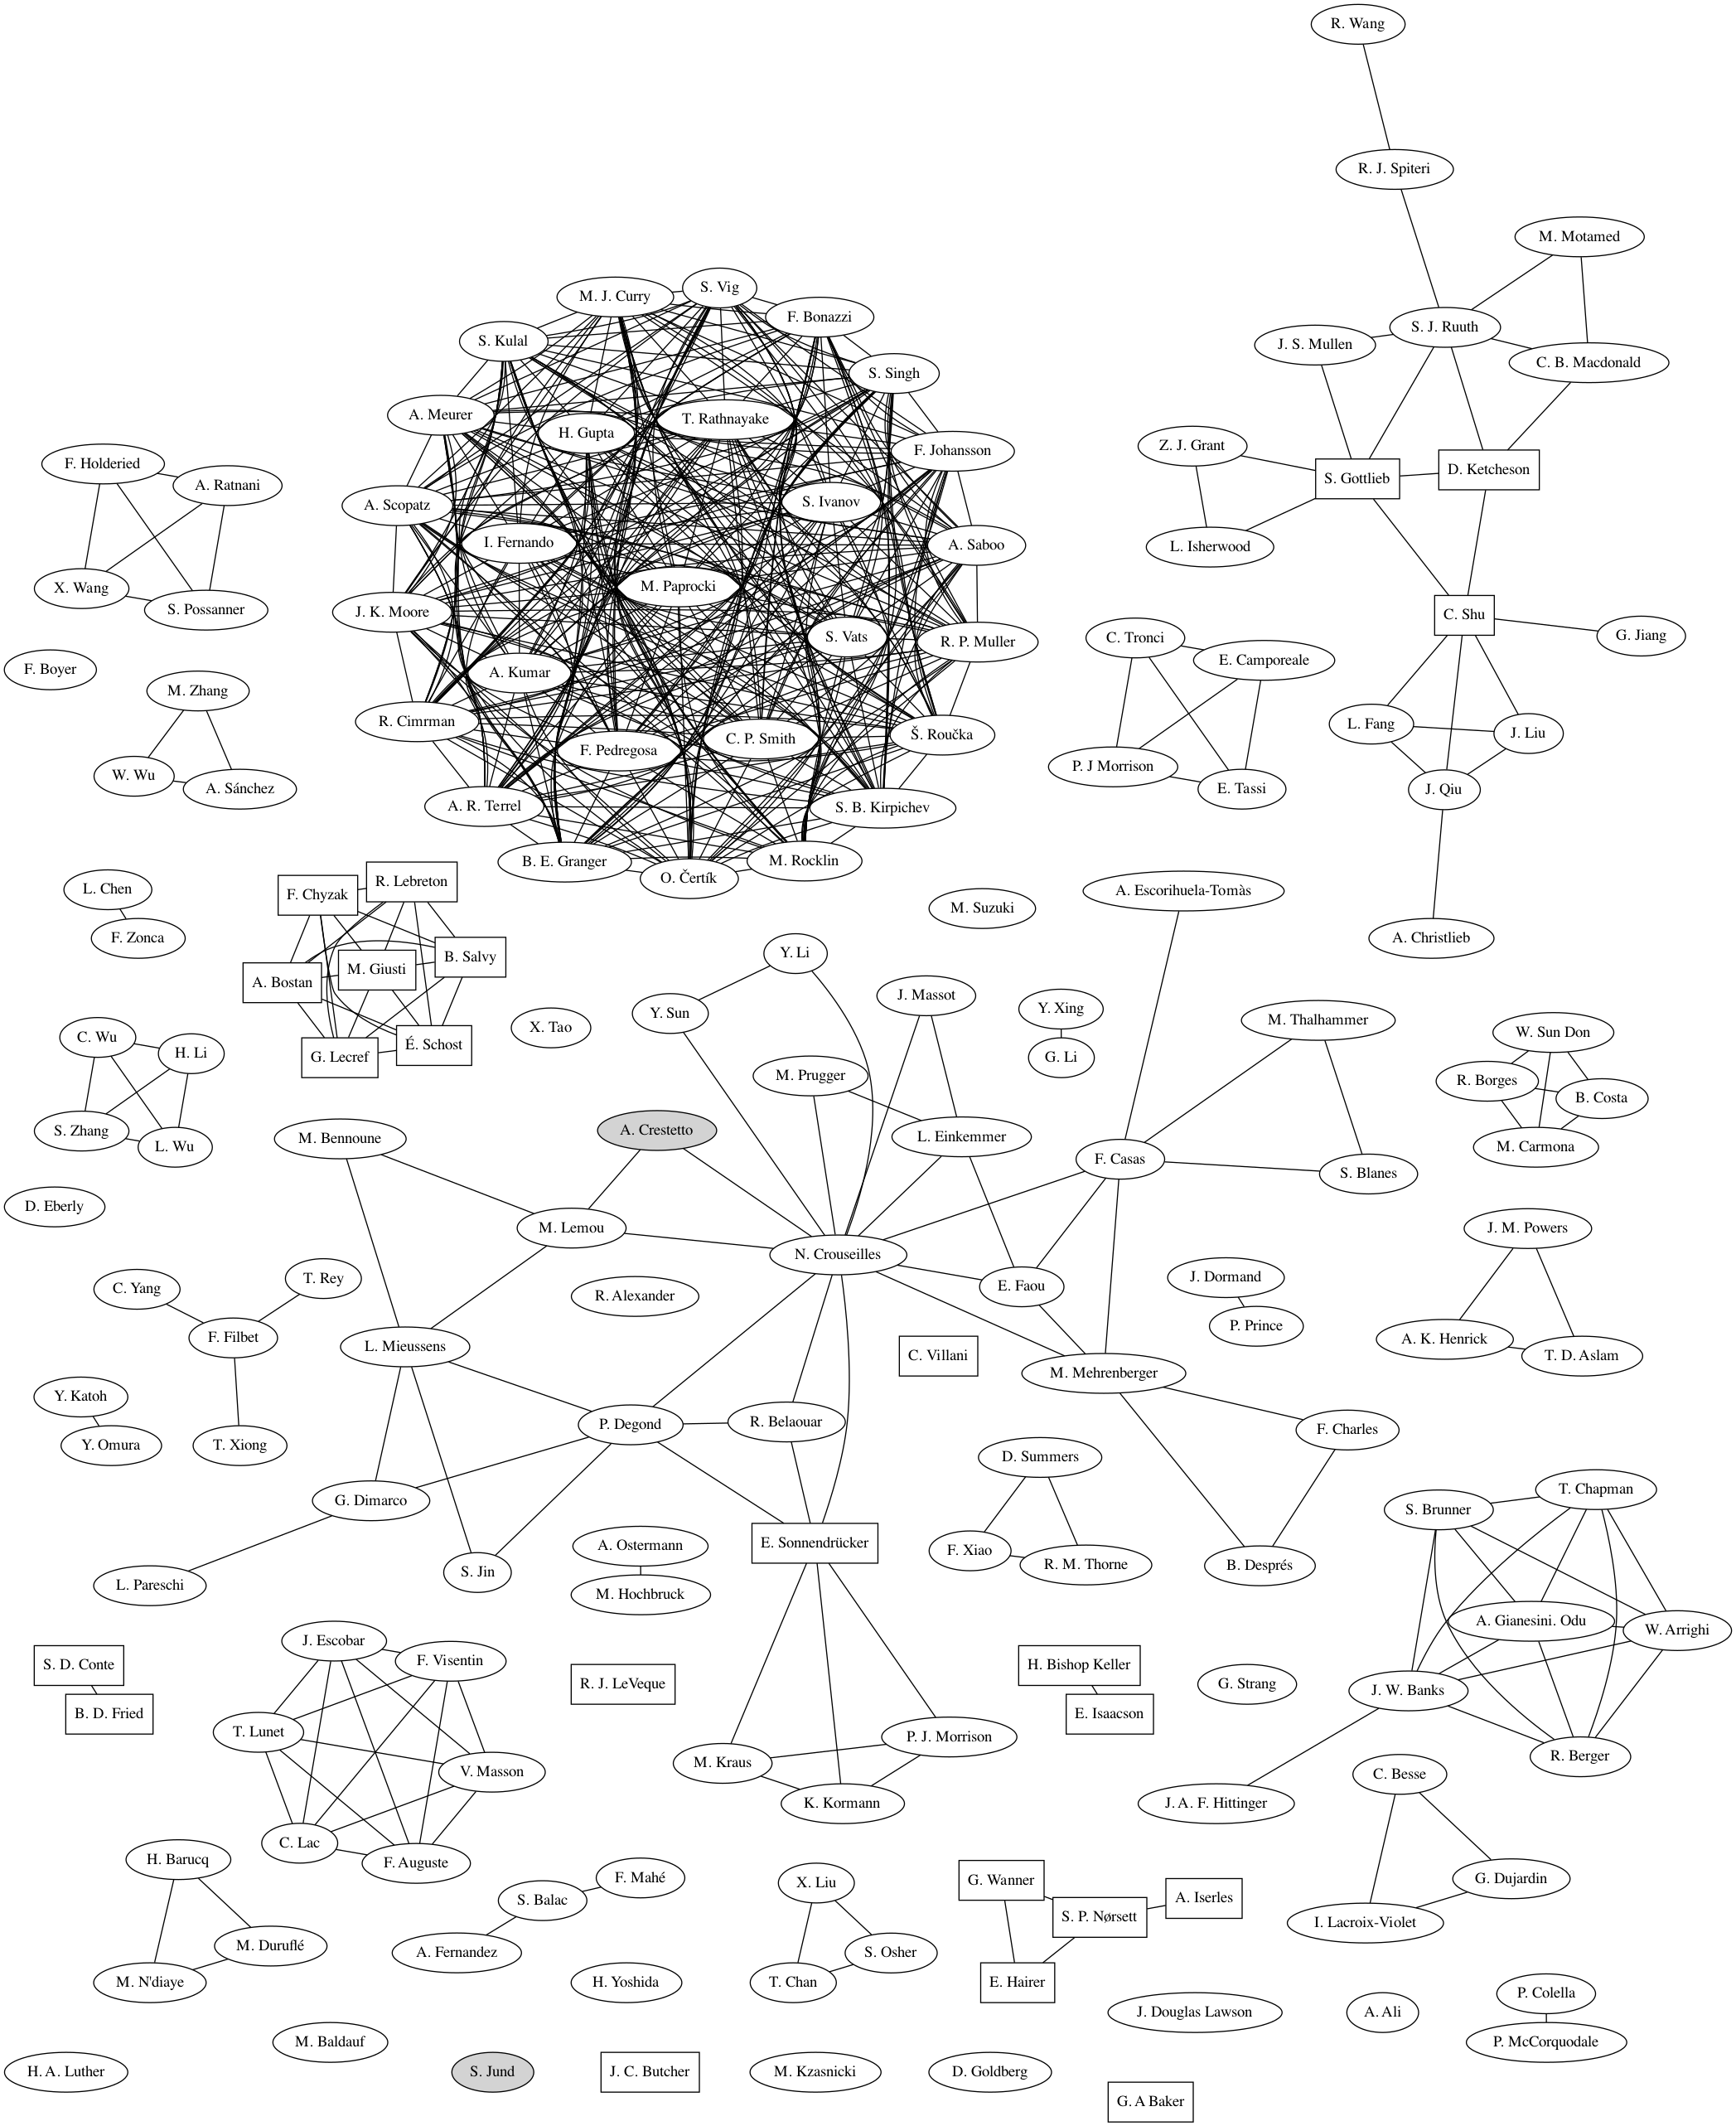 R. Wang
R. J. Spiteri
M. Motamed
S. Vig
M. J. Curry
F. Bonazzi
S. J. Ruuth
S. Kulal
J. S. Mullen
C. B. Macdonald
S. Singh
A. Meurer
T. Rathnayake
H. Gupta
Z. J. Grant
F. Johansson
F. Holderied
D. Ketcheson
S. Gottlieb
A. Ratnani
S. Ivanov
A. Scopatz
I. Fernando
A. Saboo
L. Isherwood
M. Paprocki
X. Wang
S. Possanner
J. K. Moore
C. Shu
G. Jiang
S. Vats
C. Tronci
R. P. Muller
E. Camporeale
F. Boyer
A. Kumar
M. Zhang
R. Cimrman
L. Fang
J. Liu
Š. Roučka
C. P. Smith
F. Pedregosa
P. J Morrison
W. Wu
A. Sánchez
E. Tassi
J. Qiu
A. R. Terrel
S. B. Kirpichev
B. E. Granger
M. Rocklin
O. Čertík
R. Lebreton
L. Chen
F. Chyzak
A. Escorihuela-Tomàs
M. Suzuki
F. Zonca
A. Christlieb
Y. Li
B. Salvy
M. Giusti
A. Bostan
J. Massot
Y. Xing
Y. Sun
M. Thalhammer
X. Tao
W. Sun Don
C. Wu
É. Schost
H. Li
G. Lecref
G. Li
M. Prugger
R. Borges
B. Costa
A. Crestetto
S. Zhang
L. Einkemmer
M. Bennoune
L. Wu
M. Carmona
F. Casas
S. Blanes
D. Eberly
M. Lemou
J. M. Powers
N. Crouseilles
T. Rey
J. Dormand
E. Faou
C. Yang
R. Alexander
P. Prince
F. Filbet
A. K. Henrick
L. Mieussens
C. Villani
T. D. Aslam
M. Mehrenberger
Y. Katoh
R. Belaouar
P. Degond
F. Charles
Y. Omura
T. Xiong
D. Summers
T. Chapman
G. Dimarco
S. Brunner
E. Sonnendrücker
A. Ostermann
F. Xiao
R. M. Thorne
B. Després
S. Jin
L. Pareschi
M. Hochbruck
A. Gianesini. Odu
W. Arrighi
J. Escobar
F. Visentin
S. D. Conte
H. Bishop Keller
R. J. LeVeque
G. Strang
J. W. Banks
B. D. Fried
E. Isaacson
T. Lunet
P. J. Morrison
R. Berger
M. Kraus
V. Masson
C. Besse
K. Kormann
J. A. F. Hittinger
C. Lac
H. Barucq
F. Auguste
F. Mahé
G. Dujardin
G. Wanner
X. Liu
A. Iserles
S. Balac
S. P. Nørsett
I. Lacroix-Violet
M. Duruflé
A. Fernandez
S. Osher
M. N'diaye
H. Yoshida
T. Chan
E. Hairer
P. Colella
J. Douglas Lawson
A. Ali
M. Baldauf
P. McCorquodale
H. A. Luther
S. Jund
J. C. Butcher
M. Kzasnicki
D. Goldberg
G. A Baker